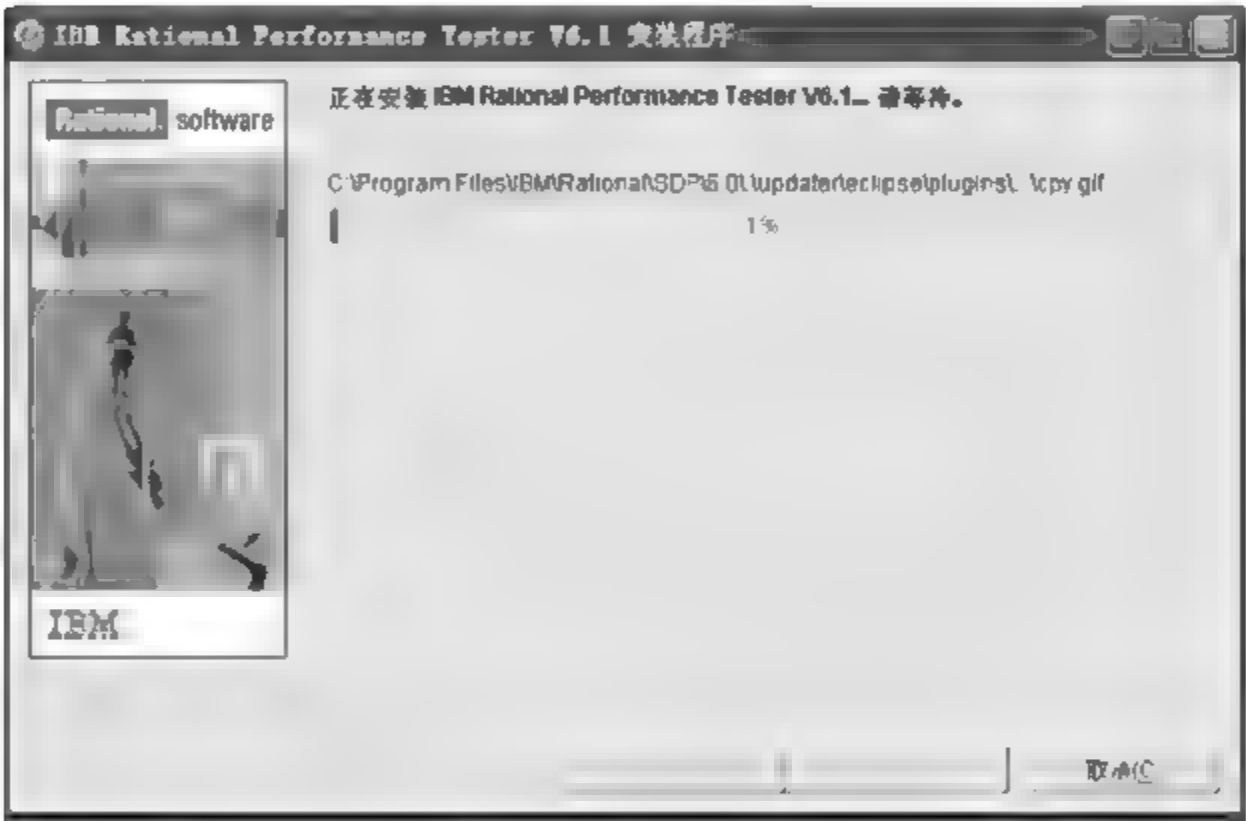 IBM Rational Performance Tester V6.1 安装程序
Rational software
正在安装 IBM Rational Performance Tester V6.1... 请等待。
C:\Program Files\IBM\Rational\SDP\6.0\..\updater\eclipse\plugins\...\cpy.gif
1%
IBM
取消(C